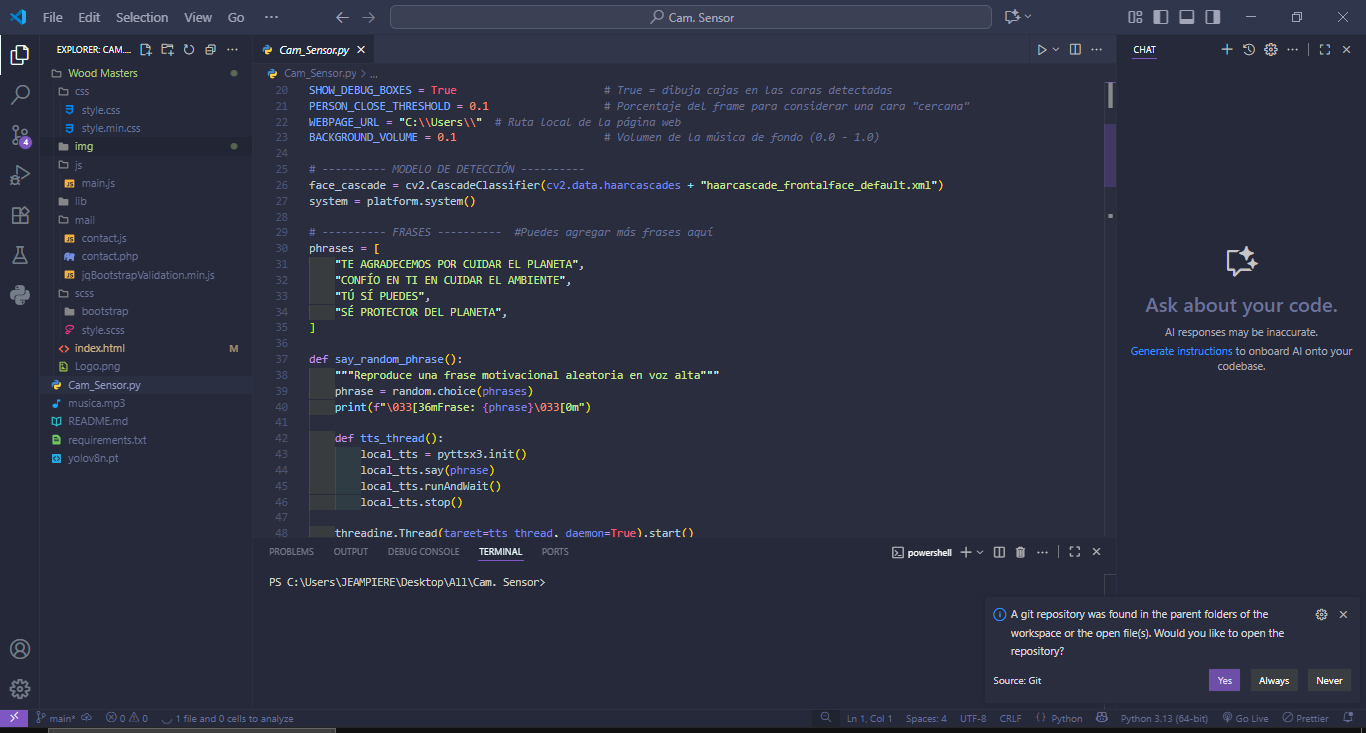 File Edit Selection View Go ··· Cam. Sensor
EXPLORER: CAM....
Wood Masters
css
style.css
style.min.css
img
js
main.js
lib
mail
contact.js
contact.php
jqBootstrapValidation.min.js
scss
bootstrap
style.scss
index.html M
Logo.png
Cam_Sensor.py
musica.mp3
README.md
requirements.txt
yolov8n.pt
4
Cam_Sensor.py
Cam_Sensor.py > ...
20 SHOW_DEBUG_BOXES = True # True = dibuja cajas en las caras detectadas
21 PERSON_CLOSE_THRESHOLD = 0.1 # Porcentaje del frame para considerar una cara "cercana"
22 WEBPAGE_URL = "C:\\Users\\" # Ruta local de la página web
23 BACKGROUND_VOLUME = 0.1 # Volumen de la música de fondo (0.0 - 1.0)
24
25 # ---------- MODELO DE DETECCIÓN ----------
26 face_cascade = cv2.CascadeClassifier(cv2.data.haarcascades + "haarcascade_frontalface_default.xml")
27 system = platform.system()
28
29 # ---------- FRASES ---------- #Puedes agregar más frases aquí
30 phrases = [
31 "TE AGRADECEMOS POR CUIDAR EL PLANETA",
32 "CONFÍO EN TI EN CUIDAR EL AMBIENTE",
33 "TÚ SÍ PUEDES",
34 "SÉ PROTECTOR DEL PLANETA",
35 ]
36
37 def say_random_phrase():
38 """Reproduce una frase motivacional aleatoria en voz alta"""
39 phrase = random.choice(phrases)
40 print(f"\033[36mFrase: {phrase}\033[0m")
41
42 def tts_thread():
43 local_tts = pyttsx3.init()
44 local_tts.say(phrase)
45 local_tts.runAndWait()
46 local_tts.stop()
47
48 threading.Thread(target=tts_thread, daemon=True).start()
PROBLEMS OUTPUT DEBUG CONSOLE TERMINAL PORTS powershell
PS C:\Users\JEAMPIERE\Desktop\All\Cam. Sensor>
CHAT
Ask about your code.
AI responses may be inaccurate.
Generate instructions to onboard AI onto your
codebase.
A git repository was found in the parent folders of the
workspace or the open file(s). Would you like to open the
repository?
Source: Git Yes Always Never
main* 0 0 1 file and 0 cells to analyze Ln 1, Col 1 Spaces: 4 UTF-8 CRLF {} Python Python 3.13 (64-bit) Go Live Prettier